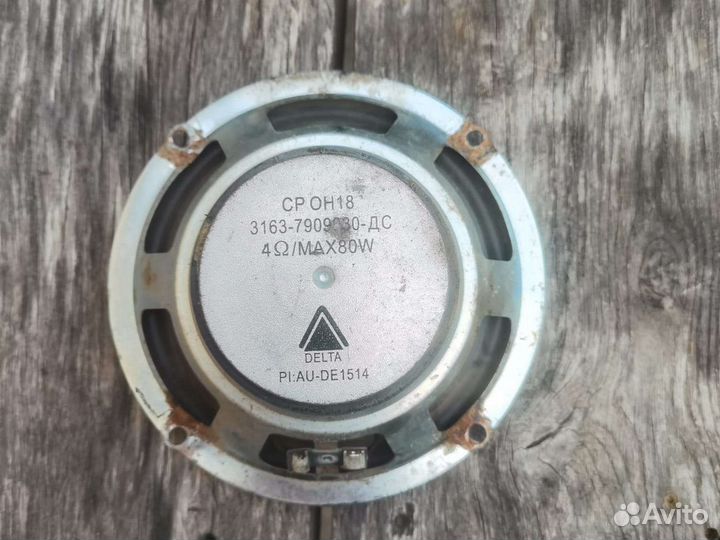 CP OH18
4Ω/MAX80W
DELTA
PI:AU-DE1514
Avito